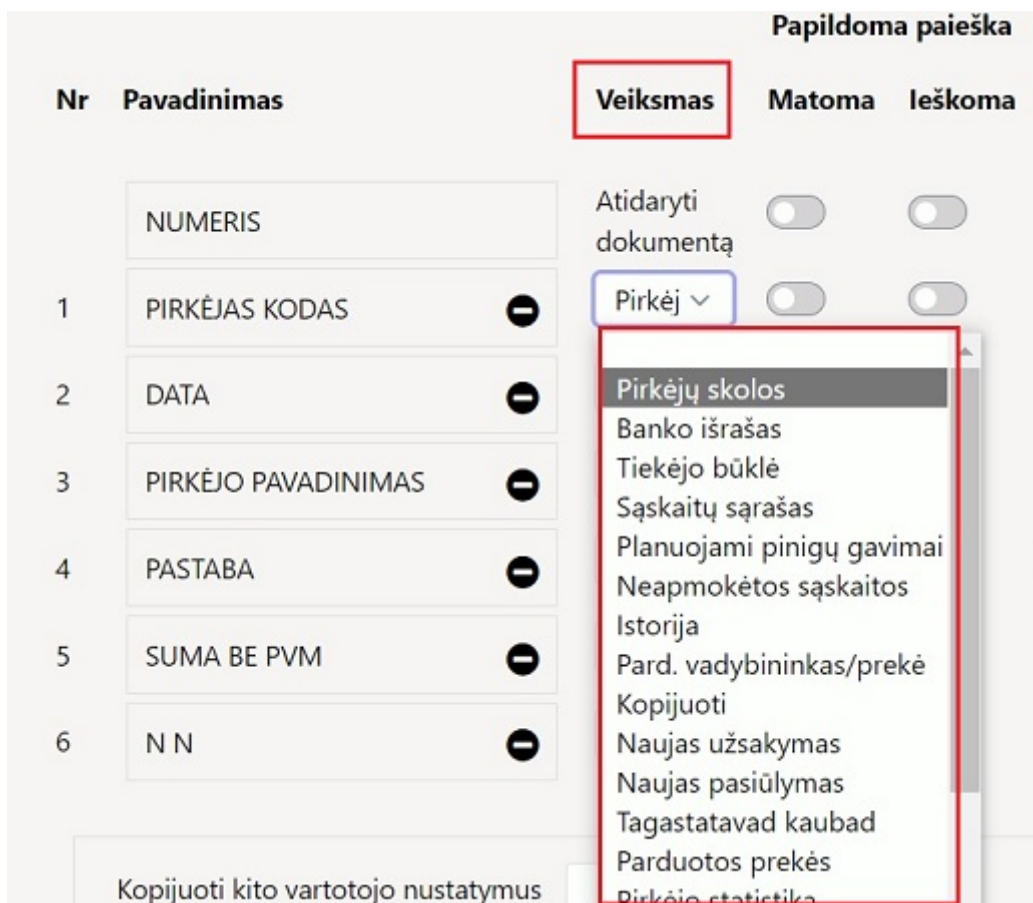 Papildoma paieška
Nr Pavadinimas Veiksmas Matoma Ieškoma
NUMERIS
Atidaryti
dokumentą
1 PIRKĖJAS KODAS Pirkėj
2 DATA
3 PIRKĖJO PAVADINIMAS
4 PASTABA
5 SUMA BE PVM
6 N N
Pirkėjų skolos
Banko išrašas
Tiekėjo būklė
Sąskaitų sąrašas
Planuojami pinigų gavimai
Neapmokėtos sąskaitos
Istorija
Pard. vadybininkas/prekė
Kopijuoti
Naujas užsakymas
Naujas pasiūlymas
Tagastatavad kaubad
Parduotos prekės
Pirkėjo statistika
Kopijuoti kito vartotojo nustatymus